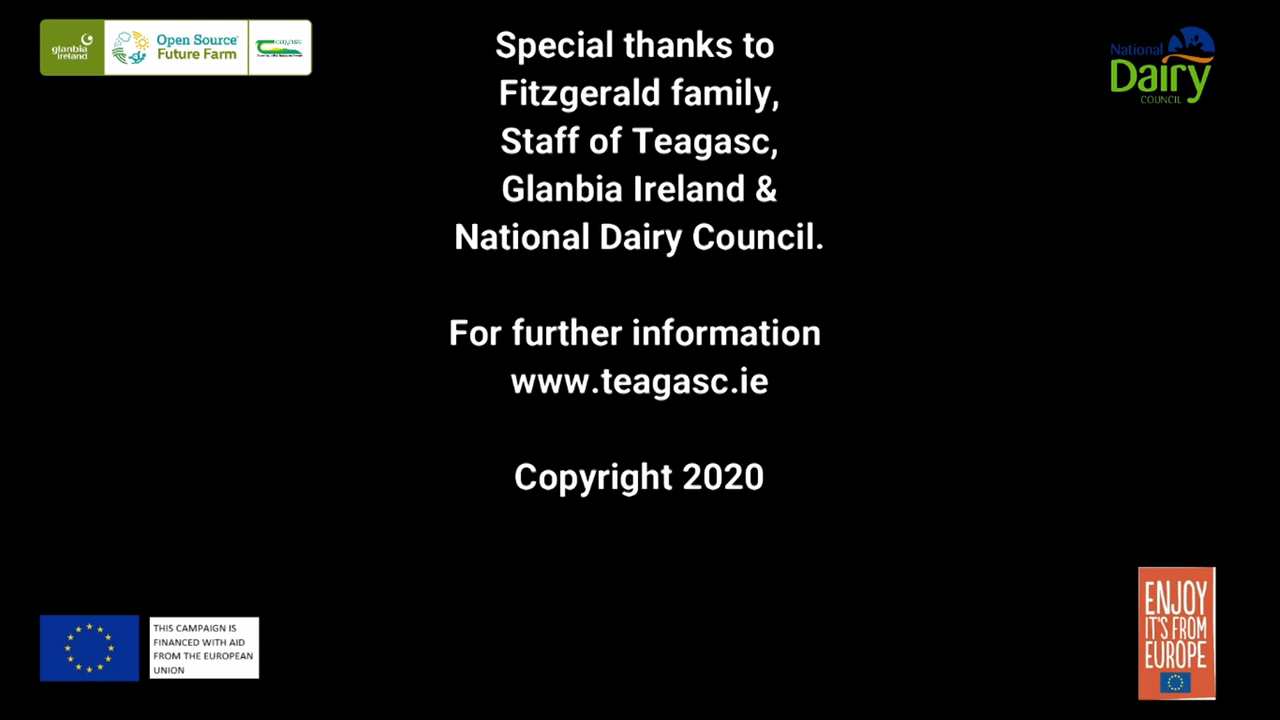 glanbia
ireland
Open Source
Future Farm
Special thanks to
Fitzgerald family,
Staff of Teagasc,
Glanbia Ireland &
National Dairy Council.
National
Dairy
COUNCIL
For further information
www.teagasc.ie
Copyright 2020
THIS CAMPAIGN IS
FINANCED WITH AID
FROM THE EUROPEAN
UNION
ENJOY
IT'S FROM
EUROPE